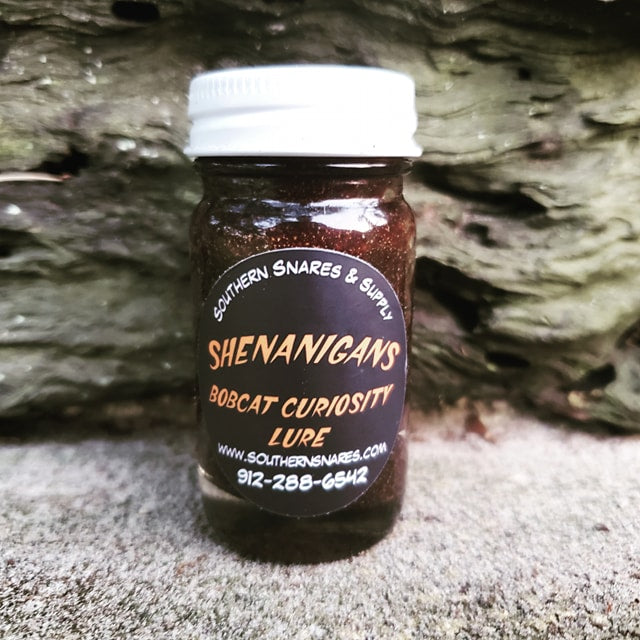 SOUTHERN SNARES & SUPPLY
SHENANIGANS
BOBCAT CURIOSITY
LURE
WWW.SOUTHERNSNARES.COM
912-288-6542